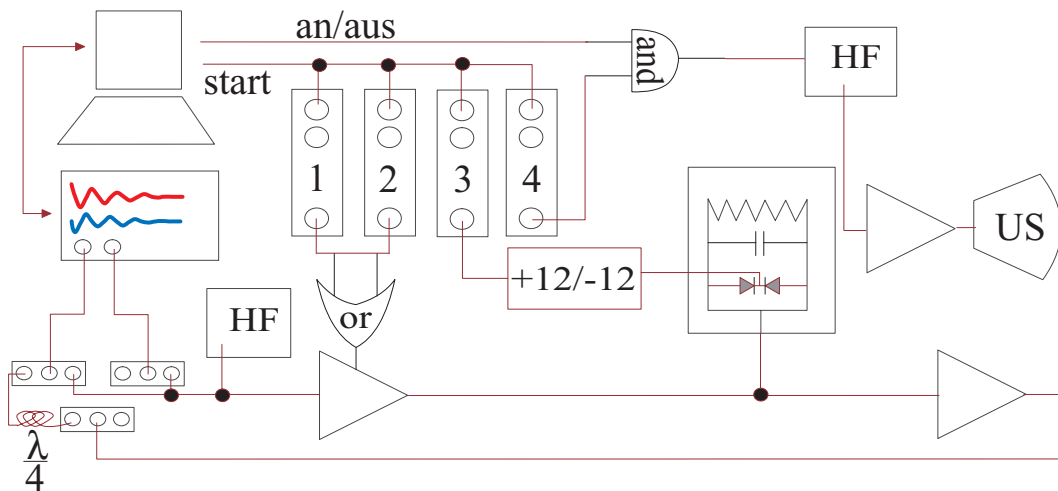 an/aus
start
and
HF
1
2
3
4
US
+12/-12
HF
or
λ
4